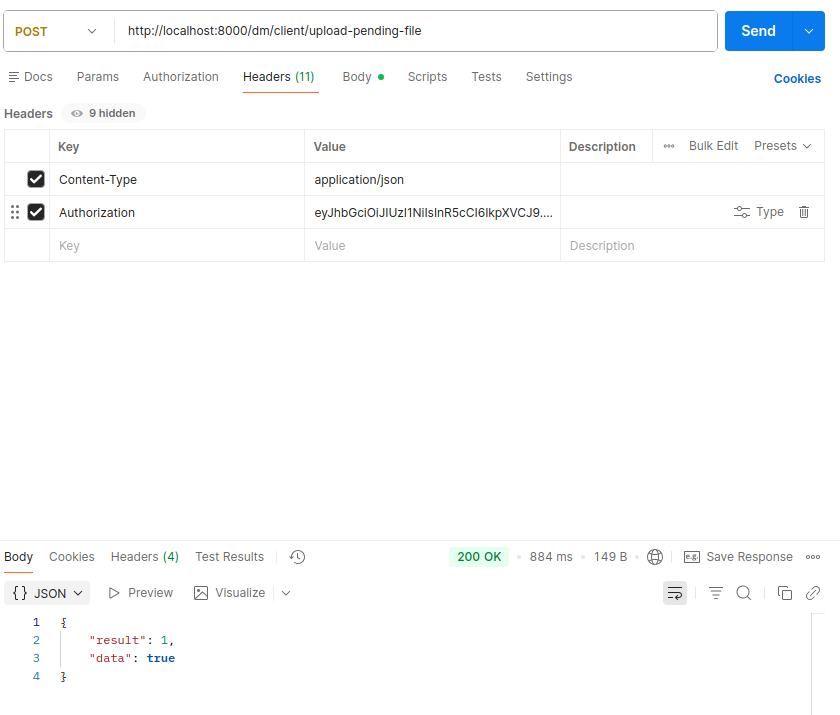 POST http://localhost:8000/dm/client/upload-pending-file Send
Docs Params Authorization Headers (11) Body Scripts Tests Settings Cookies
Headers 9 hidden
Key Value Description Bulk Edit Presets
Content-Type application/json
Authorization eyJhbGciOiJIUzI1NiIsInR5cCI6IkpXVCJ9.... Type
Key Value Description
Body Cookies Headers (4) Test Results 200 OK 884 ms 149 B e.g. Save Response
{} JSON Preview Visualize
1 {
2 "result": 1,
3 "data": true
4 }